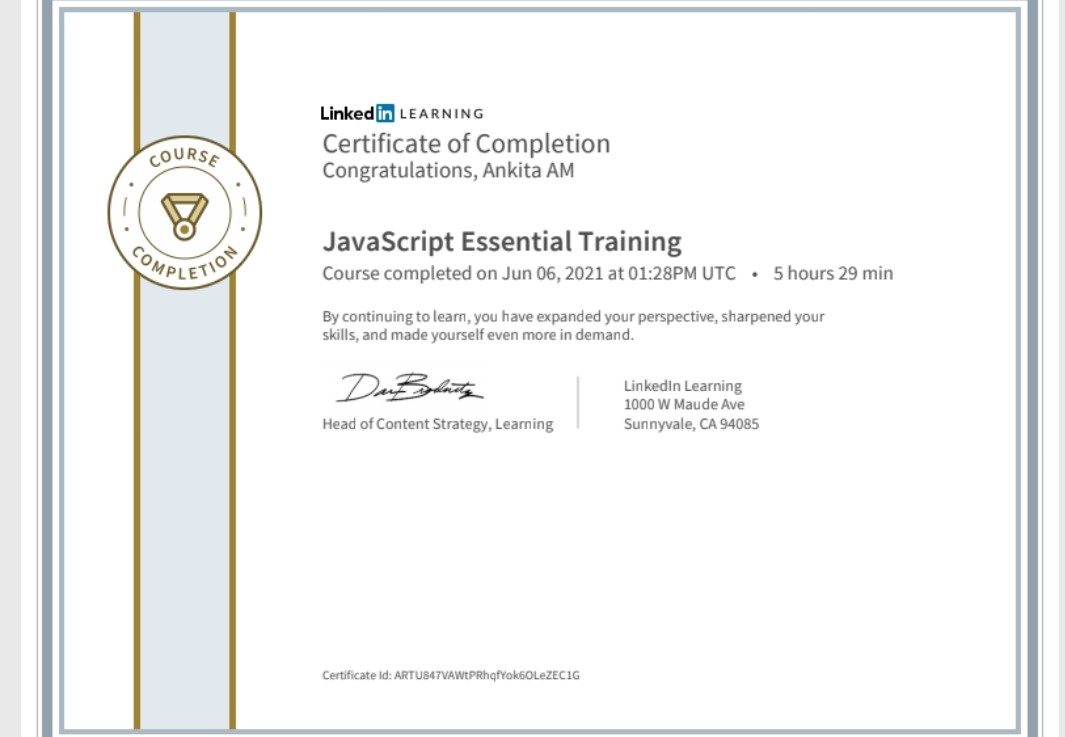 COURSE
COMPLETION
Linked in LEARNING
Certificate of Completion
Congratulations, Ankita AM
JavaScript Essential Training
Course completed on Jun 06, 2021 at 01:28PM UTC • 5 hours 29 min
By continuing to learn, you have expanded your perspective, sharpened your
skills, and made yourself even more in demand.
Head of Content Strategy, Learning
LinkedIn Learning
1000 W Maude Ave
Sunnyvale, CA 94085
Certificate Id: ARTU847VAWtPRhqfYok6OLeZEC1G